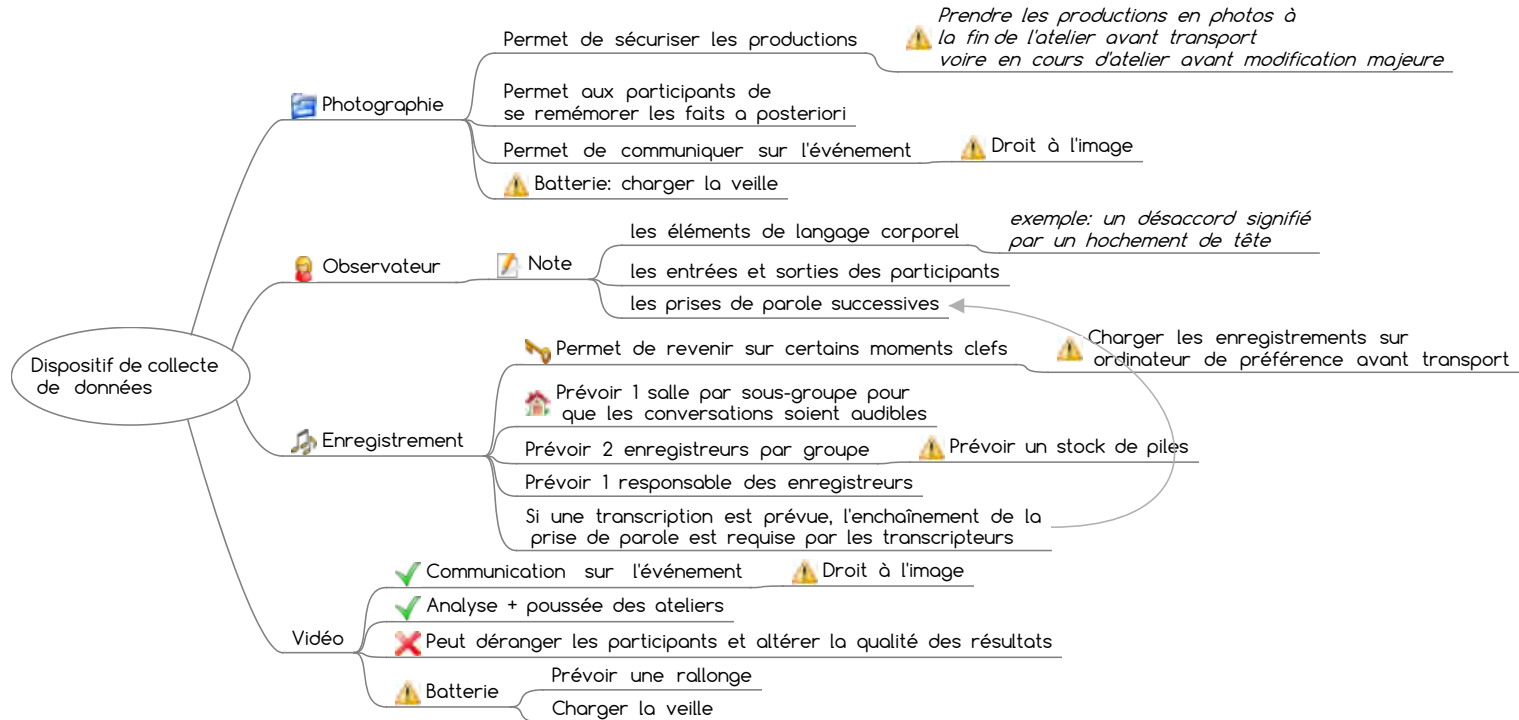 Dispositif de collecte
de données
Photographie
Permet de sécuriser les productions
Prendre les productions en photos à
la fin de l'atelier avant transport
voire en cours d'atelier avant modification majeure
Permet aux participants de
se remémorer les faits a posteriori
Permet de communiquer sur l'événement
Droit à l'image
Batterie: charger la veille
Observateur
Note
les éléments de langage corporel
exemple: un désaccord signifié
par un hochement de tête
les entrées et sorties des participants
les prises de parole successives
Enregistrement
Permet de revenir sur certains moments clefs
Charger les enregistrements sur
ordinateur de préférence avant transport
Prévoir 1 salle par sous-groupe pour
que les conversations soient audibles
Prévoir 2 enregistreurs par groupe
Prévoir un stock de piles
Prévoir 1 responsable des enregistreurs
Si une transcription est prévue, l'enchaînement de la
prise de parole est requise par les transcripteurs
Vidéo
Communication sur l'événement
Droit à l'image
Analyse + poussée des ateliers
Peut déranger les participants et altérer la qualité des résultats
Batterie
Prévoir une rallonge
Charger la veille